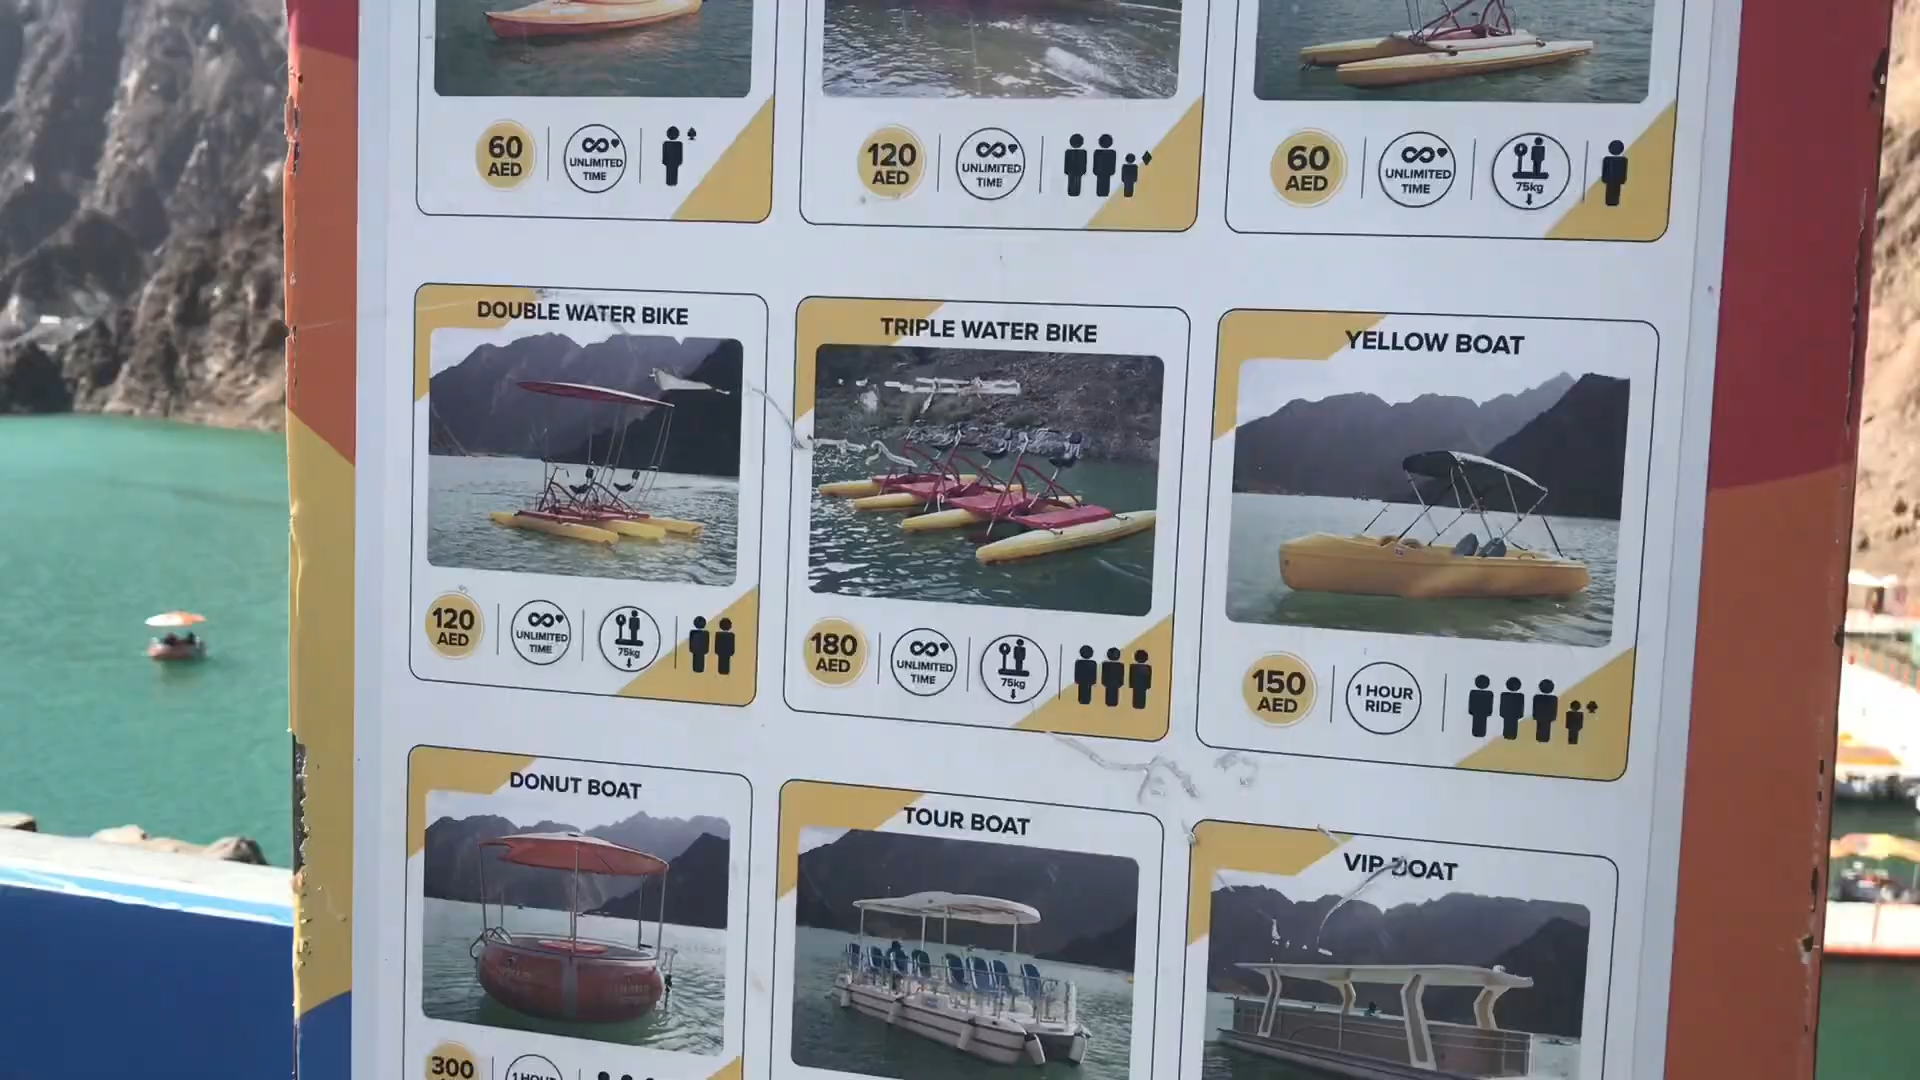 60
AED
UNLIMITED
TIME
120
AED
UNLIMITED
TIME
60
AED
UNLIMITED
TIME
75kg
DOUBLE WATER BIKE
120
AED
UNLIMITED
TIME
75kg
TRIPLE WATER BIKE
180
AED
UNLIMITED
TIME
75kg
YELLOW BOAT
150
AED
1 HOUR
RIDE
DONUT BOAT
300
1 HOUR
TOUR BOAT
VIP BOAT